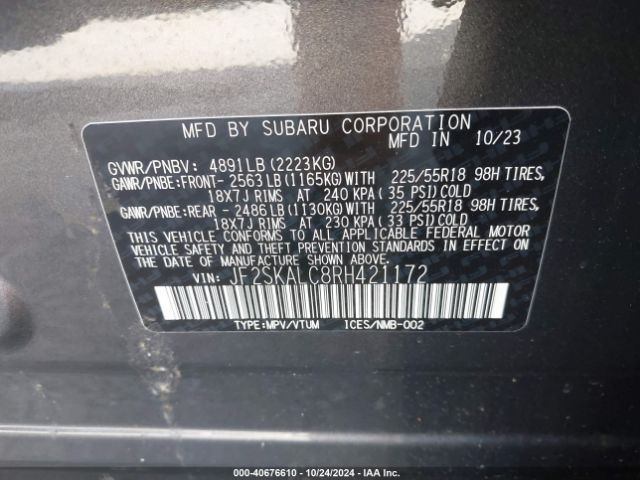 MFD BY SUBARU CORPORATION
MFD IN 10/23
GVWR/PNBV: 4891LB (2223KG)
GAWR/PNBE:FRONT- 2563LB (1165KG)WITH 225/55R18 98H TIRES,
18X7J RIMS AT 240 KPA( 35 PSI)COLD
GAWR/PNBE:REAR - 2486LB (1130KG)WITH 225/55R18 98H TIRES,
18X7J RIMS AT 230 KPA( 33 PSI)COLD
THIS VEHICLE CONFORMS TO ALL APPLICABLE FEDERAL MOTOR
VEHICLE SAFETY AND THEFT PREVENTION STANDARDS IN EFFECT ON
THE DATE OF MANUFACTURE SHOWN ABOVE.
VIN: JF2SKALC8RH421172
TYPE:MPV/VTUM ICES/NMB-002
000-40676610 - 10/24/2024 - IAA Inc.